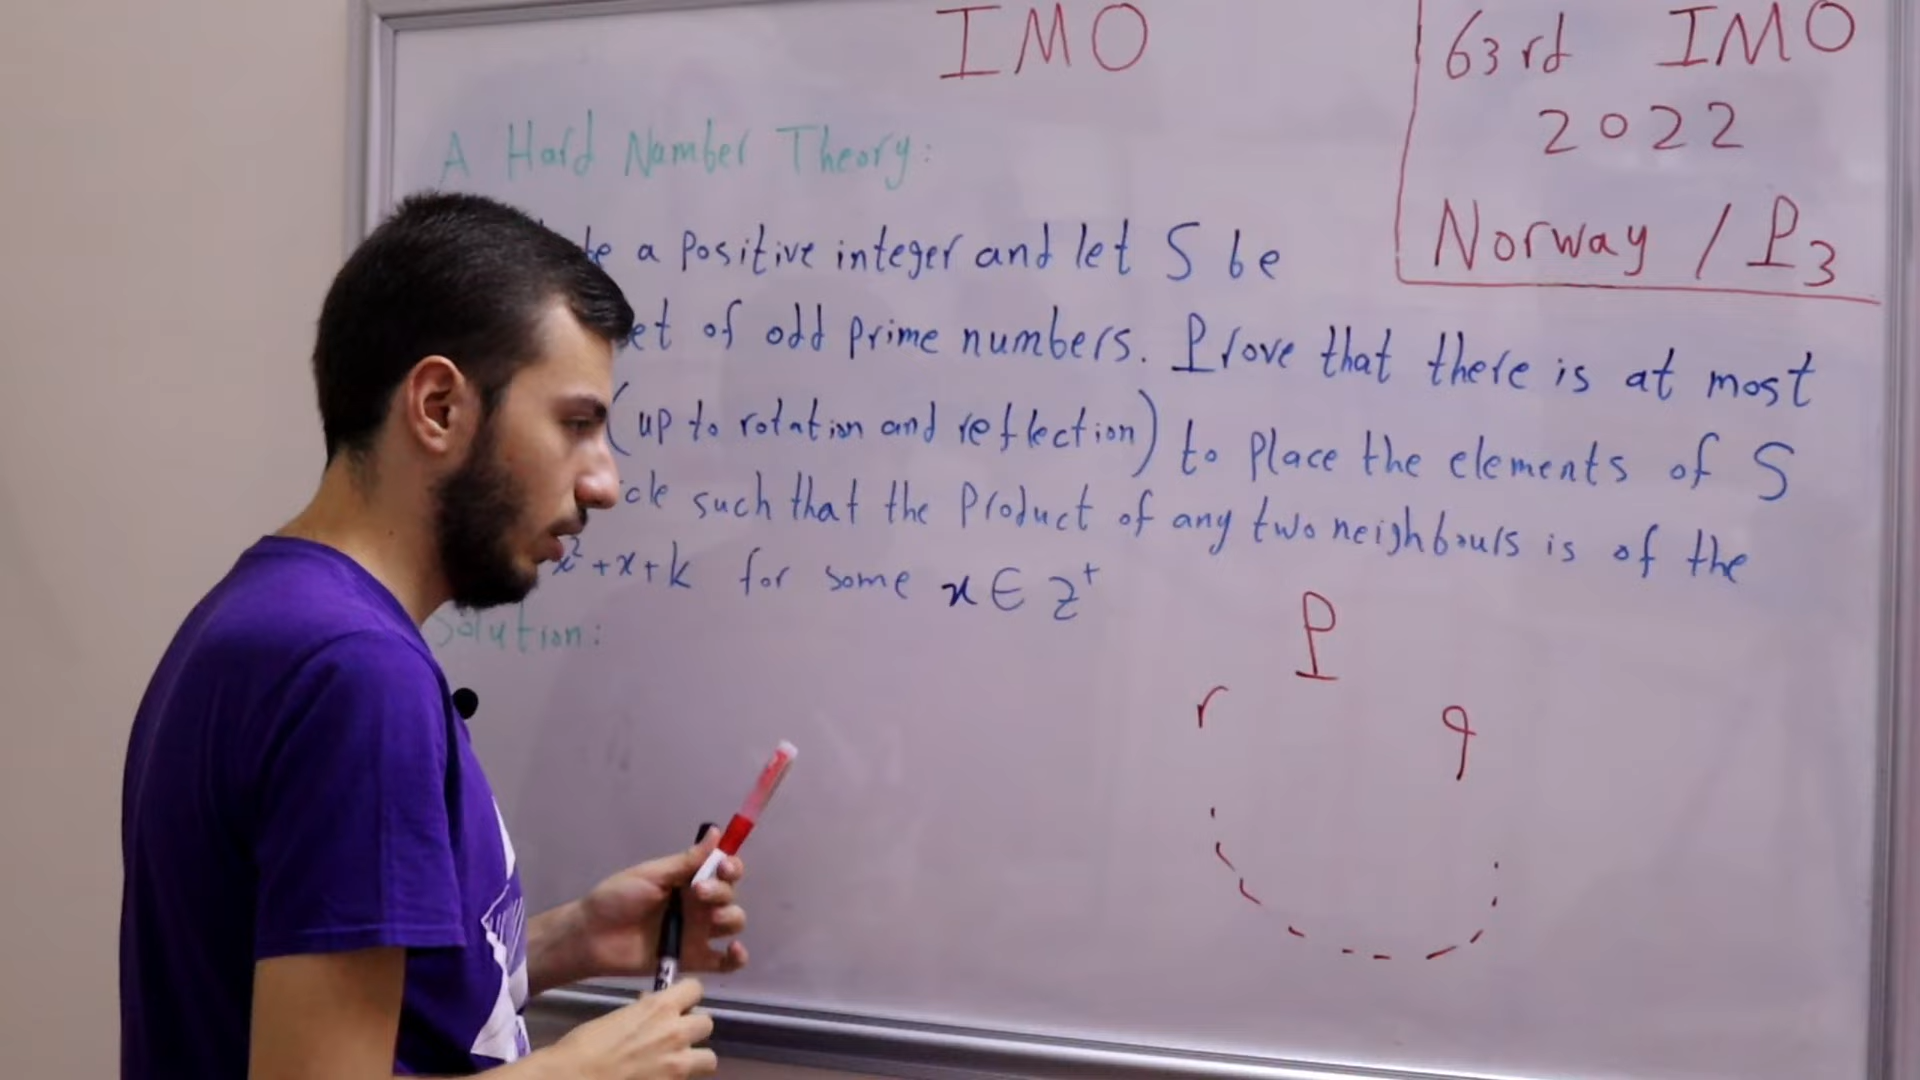 IMO
63rd IMO
2022
Norway / P3
A Hard Number Theory:
be a positive integer and let S be
et of odd prime numbers. Prove that there is at most
(up to rotation and reflection) to place the elements of S
cle such that the product of any two neighbours is of the
x²+x+k for some x ∈ Z⁺
Solution:
P
r
q